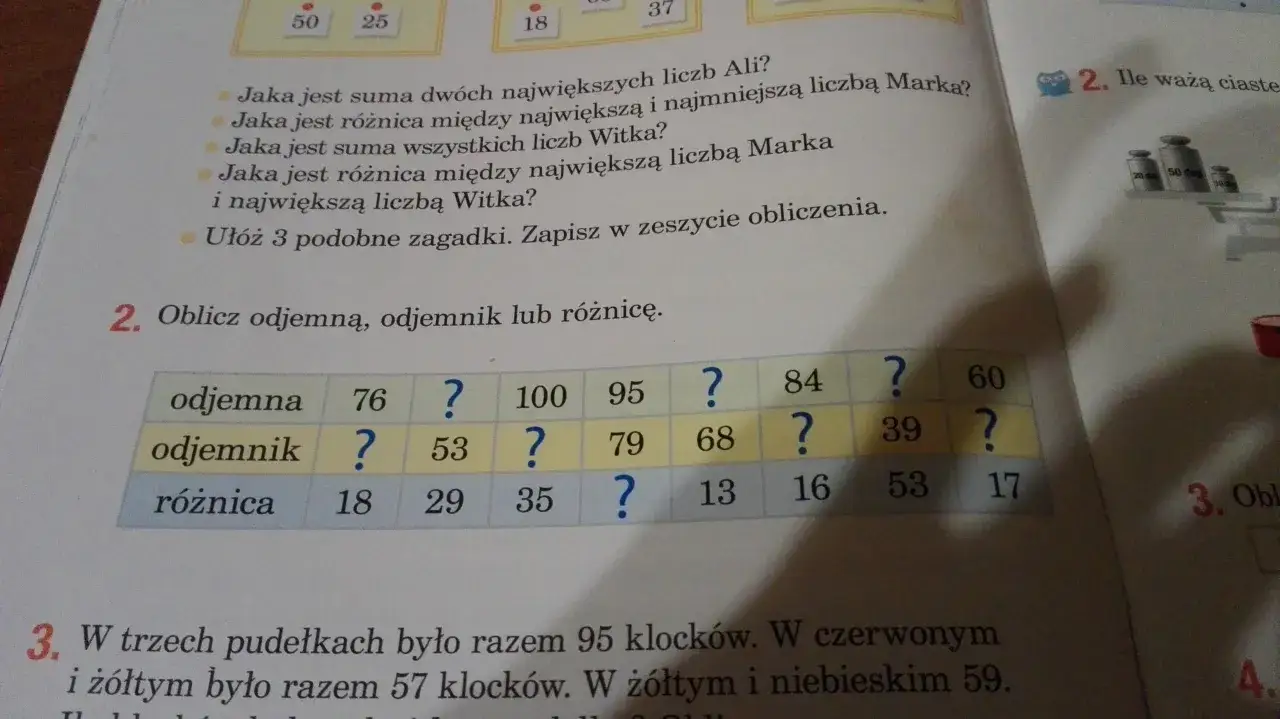 50 25
18
37
Jaka jest suma dwóch największych liczb Ali?
Jaka jest różnica między największą i najmniejszą liczbą Marka?
Jaka jest suma wszystkich liczb Witka?
Jaka jest różnica między największą liczbą Marka
i największą liczbą Witka?
Ułóż 3 podobne zagadki. Zapisz w zeszycie obliczenia.
2. Oblicz odjemną, odjemnik lub różnicę.
odjemna 76 ? 100 95 ? 84 ? 60
odjemnik ? 53 ? 79 68 ? 39 ?
różnica 18 29 35 ? 13 16 53 17
3. W trzech pudełkach było razem 95 klocków. W czerwonym
i żółtym było razem 57 klocków. W żółtym i niebieskim 59.
2. Ile ważą ciaste
50
3. Obl
4.